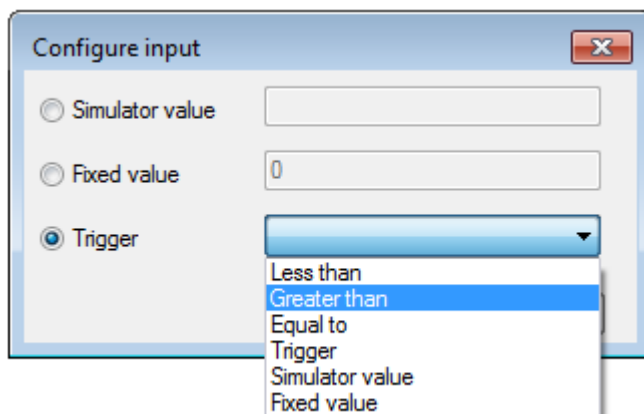 Configure input
Simulator value
Fixed value 0
Trigger
Less than
Greater than
Equal to
Trigger
Simulator value
Fixed value